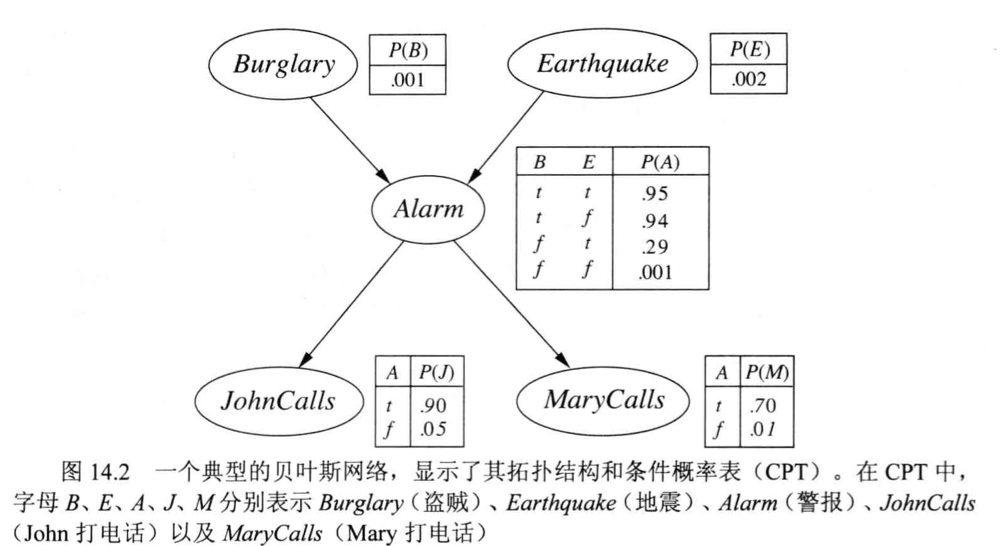 Burglary
P(B)
.001
Earthquake
P(E)
.002
B E P(A)
t t .95
t f .94
f t .29
f f .001
Alarm
JohnCalls
A P(J)
t .90
f .05
MaryCalls
A P(M)
t .70
f .01
图 14.2 一个典型的贝叶斯网络，显示了其拓扑结构和条件概率表（CPT）。在 CPT 中，
字母 B、E、A、J、M 分别表示 Burglary（盗贼）、Earthquake（地震）、Alarm（警报）、JohnCalls
（John 打电话）以及 MaryCalls（Mary 打电话）